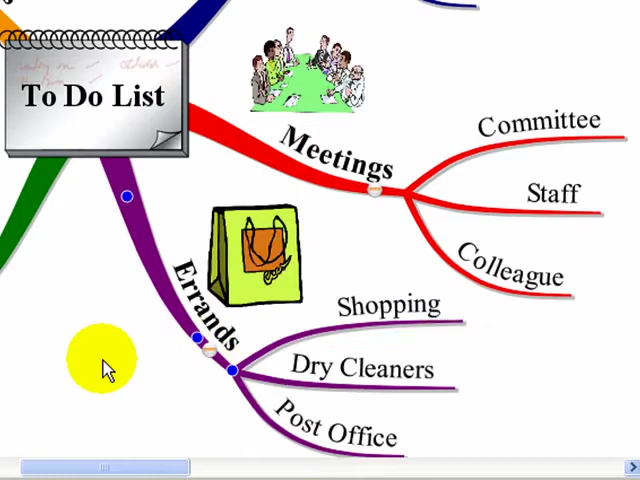 To Do List
Meetings
Committee
Staff
Colleague
Errands
Shopping
Dry Cleaners
Post Office